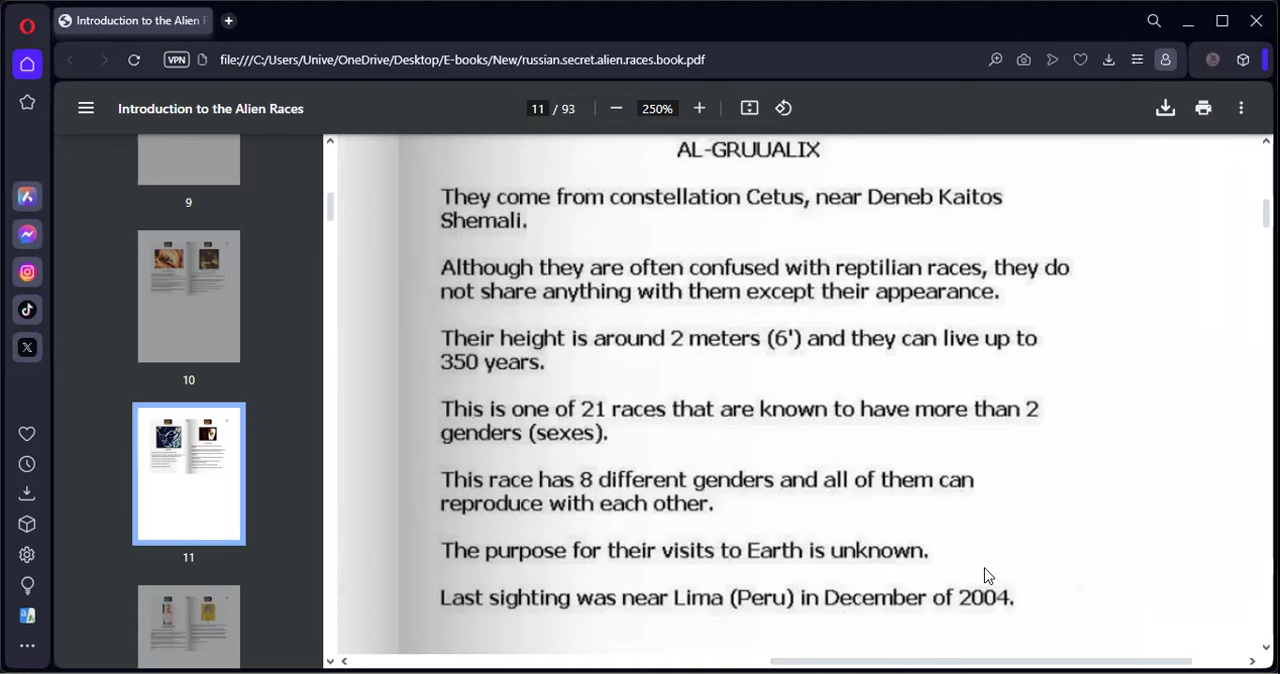 Introduction to the Alien R
VPN
file:///C:/Users/Unive/OneDrive/Desktop/E-books/New/russian.secret.alien.races.book.pdf
Introduction to the Alien Races
11 / 93
250%
9
10
11
AL-GRUUALIX
They come from constellation Cetus, near Deneb Kaitos
Shemali.
Although they are often confused with reptilian races, they do
not share anything with them except their appearance.
Their height is around 2 meters (6') and they can live up to
350 years.
This is one of 21 races that are known to have more than 2
genders (sexes).
This race has 8 different genders and all of them can
reproduce with each other.
The purpose for their visits to Earth is unknown.
Last sighting was near Lima (Peru) in December of 2004.